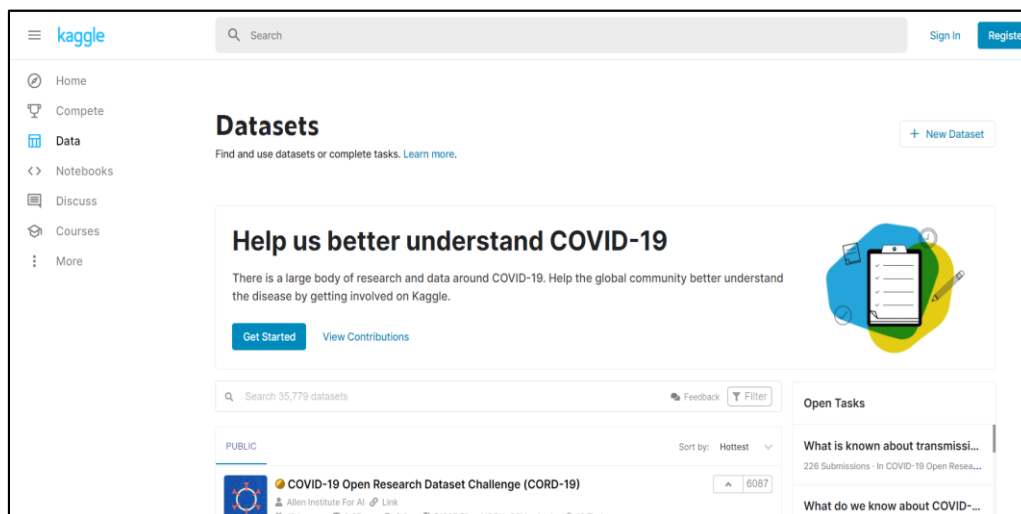 kaggle
Search
Sign In
Registe
Home
Compete
Data
Notebooks
Discuss
Courses
More
Datasets
Find and use datasets or complete tasks. Learn more.
+ New Dataset
Help us better understand COVID-19
There is a large body of research and data around COVID-19. Help the global community better understand
the disease by getting involved on Kaggle.
Get Started
View Contributions
Search 35,779 datasets
Feedback
Filter
PUBLIC
Sort by: Hottest
COVID-19 Open Research Dataset Challenge (CORD-19)
Allen Institute For AI
Link
6087
Open Tasks
What is known about transmissi...
226 Submissions · In COVID-19 Open Resea...
What do we know about COVID-...